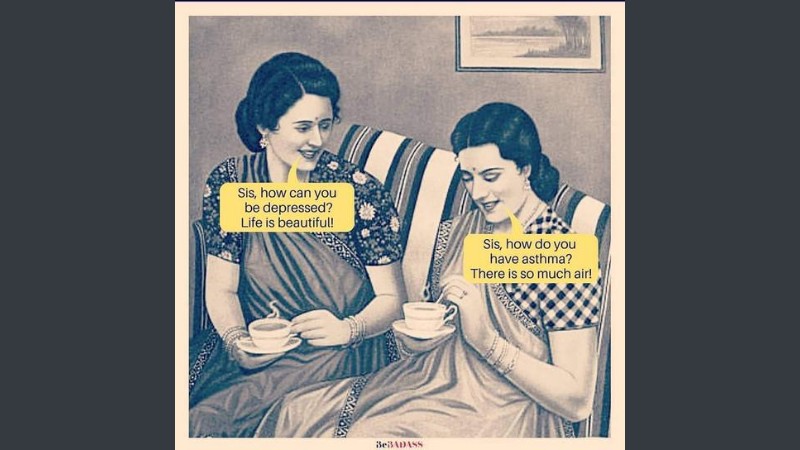 Sis, how can you
be depressed?
Life is beautiful!
Sis, how do you
have asthma?
There is so much air!
BeBADASS